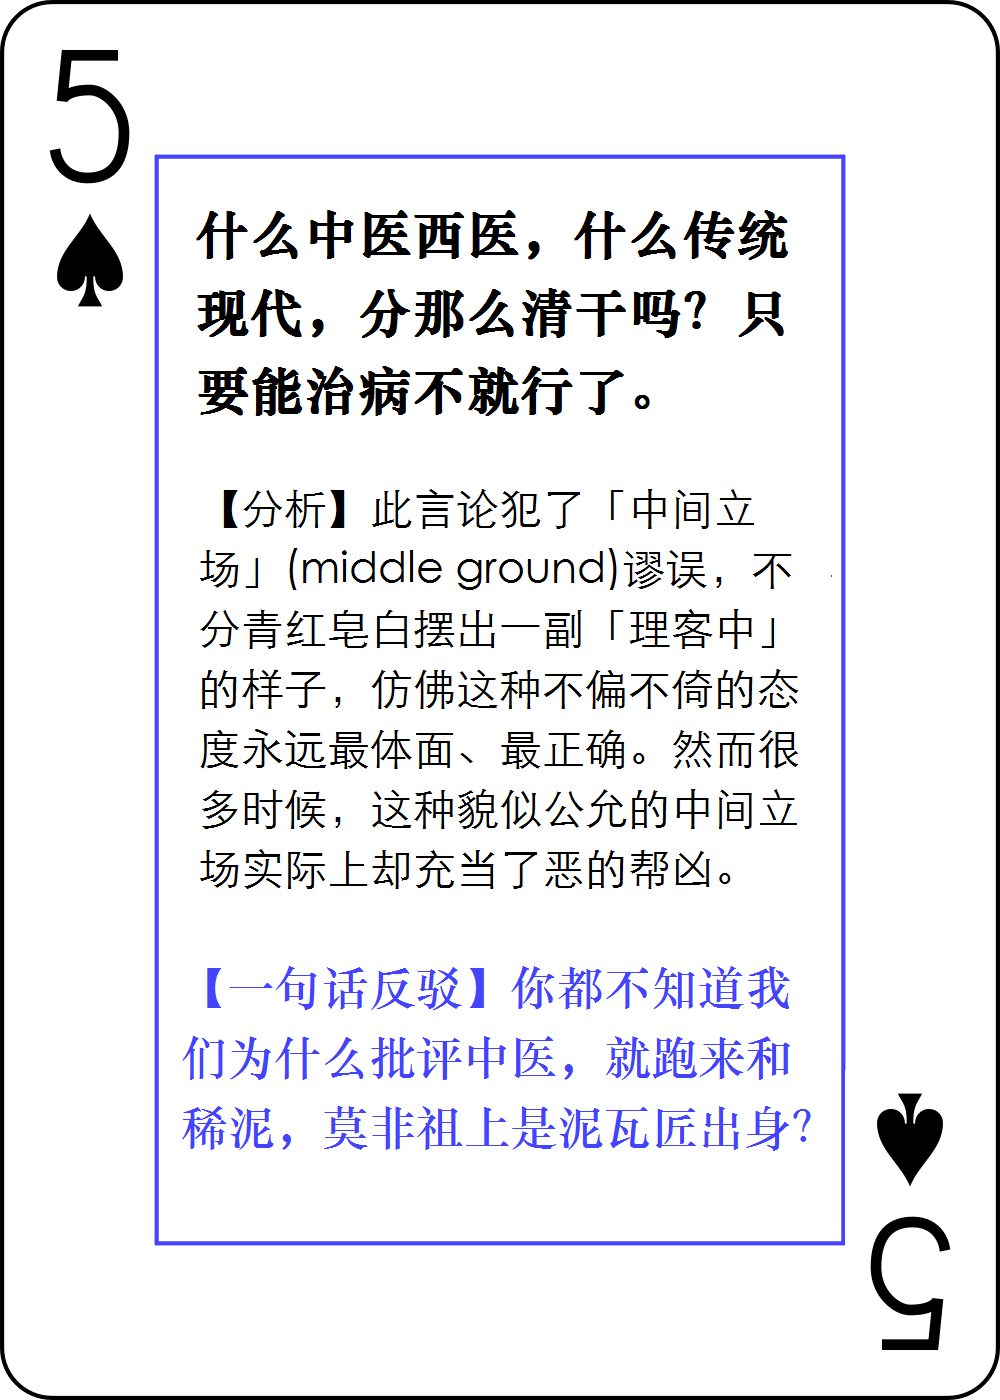 5
什么中医西医，什么传统
现代，分那么清干吗？只
要能治病不就行了。
【分析】此言论犯了「中间立
场」(middle ground)谬误，不
分青红皂白摆出一副「理客中」
的样子，仿佛这种不偏不倚的态
度永远最体面、最正确。然而很
多时候，这种貌似公允的中间立
场实际上却充当了恶的帮凶。
【一句话反驳】你都不知道我
们为什么批评中医，就跑来和
稀泥，莫非祖上是泥瓦匠出身？
5